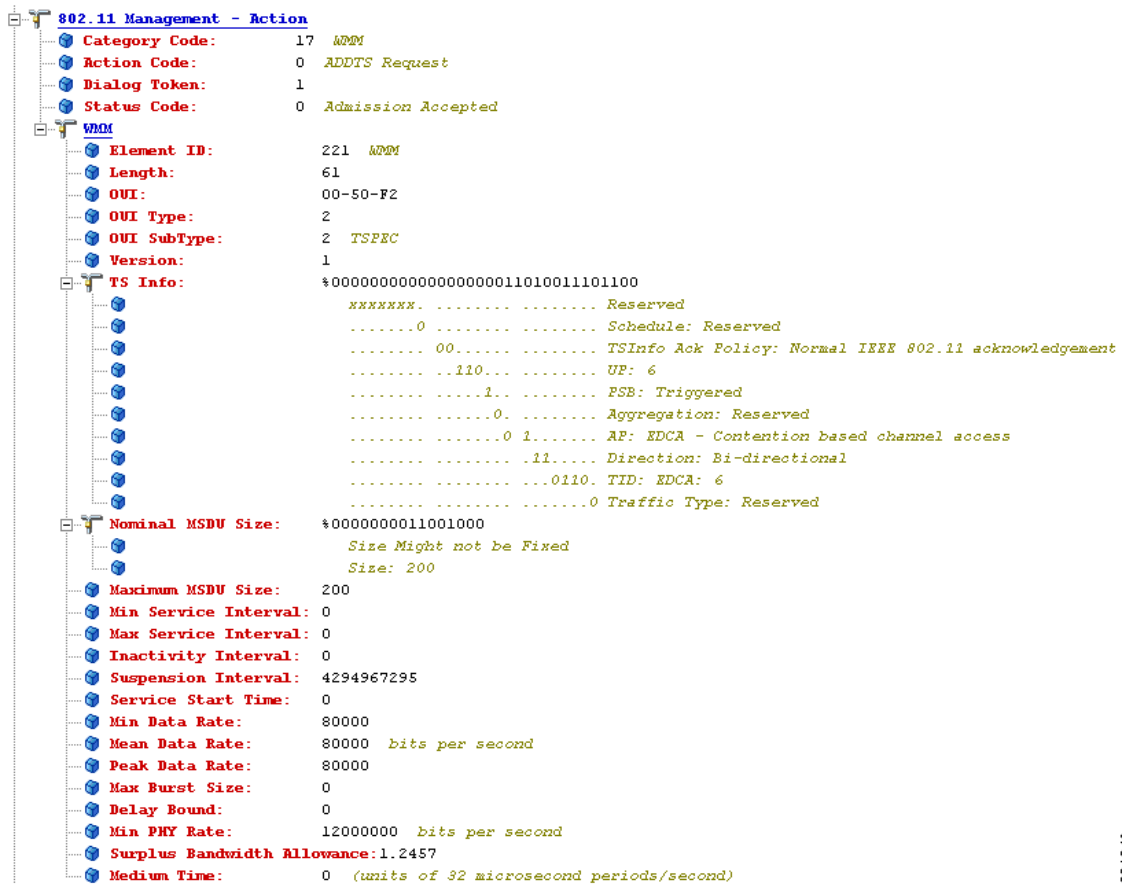 802.11 Management - Action
Category Code: 17 WMM
Action Code: 0 ADDTS Request
Dialog Token: 1
Status Code: 0 Admission Accepted
WMM
Element ID: 221 WMM
Length: 61
OUI: 00-50-F2
OUI Type: 2
OUI SubType: 2 TSPEC
Version: 1
TS Info: %000000000000000011010011101100
xxxxxxx. ........ ........ Reserved
.......0 ........ ........ Schedule: Reserved
........ 00...... ........ TSInfo Ack Policy: Normal IEEE 802.11 acknowledgement
........ ..110... ........ UP: 6
........ .....1.. ........ PSB: Triggered
........ ......0. ........ Aggregation: Reserved
........ .......0 1....... AP: EDCA - Contention based channel access
........ ........ .11..... Direction: Bi-directional
........ ........ ...0110. TID: EDCA: 6
........ ........ .......0 Traffic Type: Reserved
Nominal MSDU Size: %0000000011001000
Size Might not be Fixed
Size: 200
Maximum MSDU Size: 200
Min Service Interval: 0
Max Service Interval: 0
Inactivity Interval: 0
Suspension Interval: 4294967295
Service Start Time: 0
Min Data Rate: 80000
Mean Data Rate: 80000 bits per second
Peak Data Rate: 80000
Max Burst Size: 0
Delay Bound: 0
Min PHY Rate: 12000000 bits per second
Surplus Bandwidth Allowance:1.2457
Medium Time: 0 (units of 32 microsecond periods/second)